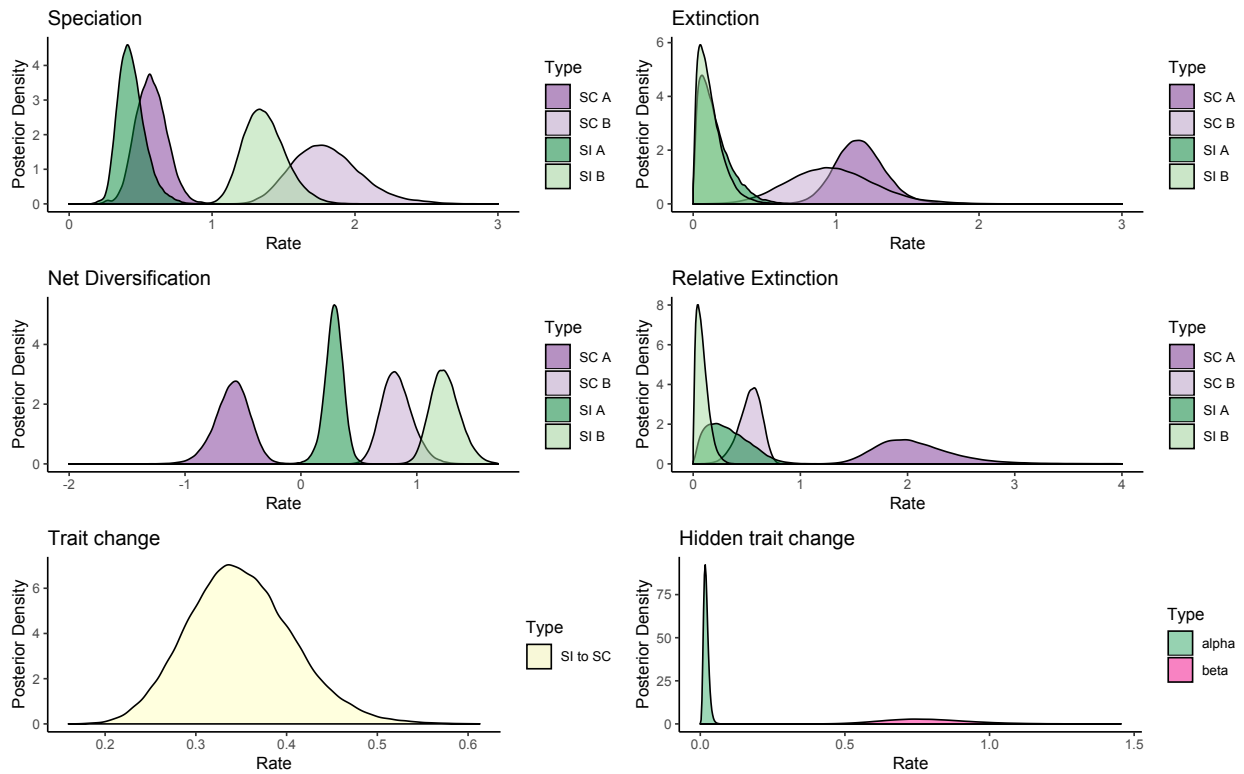 Speciation
Posterior Density
4
3
2
1
0
0 1 2 3
Rate
Type
SC A
SC B
SI A
SI B
Extinction
Posterior Density
6
4
2
0
0 1 2 3
Rate
Type
SC A
SC B
SI A
SI B
Net Diversification
Posterior Density
4
2
0
-2 -1 0 1
Rate
Type
SC A
SC B
SI A
SI B
Relative Extinction
Posterior Density
8
6
4
2
0
0 1 2 3 4
Rate
Type
SC A
SC B
SI A
SI B
Trait change
Posterior Density
6
4
2
0
0.2 0.3 0.4 0.5 0.6
Rate
Type
SI to SC
Hidden trait change
Posterior Density
75
50
25
0
0.0 0.5 1.0 1.5
Rate
Type
alpha
beta